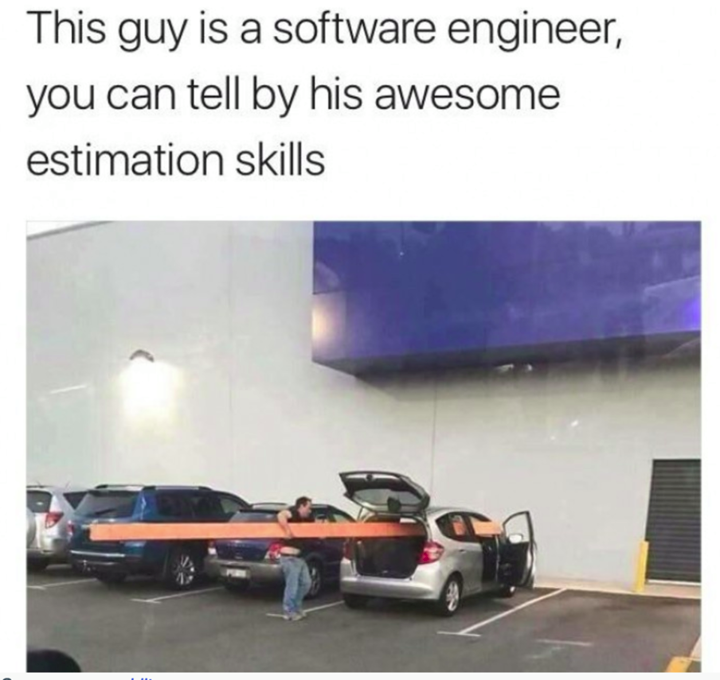 This guy is a software engineer,
you can tell by his awesome
estimation skills